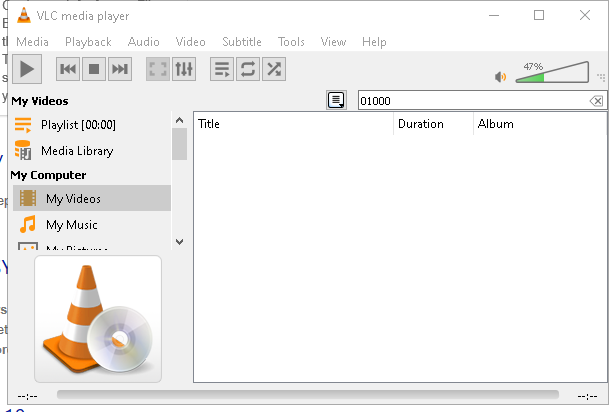 VLC media player
Media Playback Audio Video Subtitle Tools View Help
47%
My Videos
01000
Playlist [00:00]
Title Duration Album
Media Library
My Computer
My Videos
My Music
My Pictures
--:-- --:--